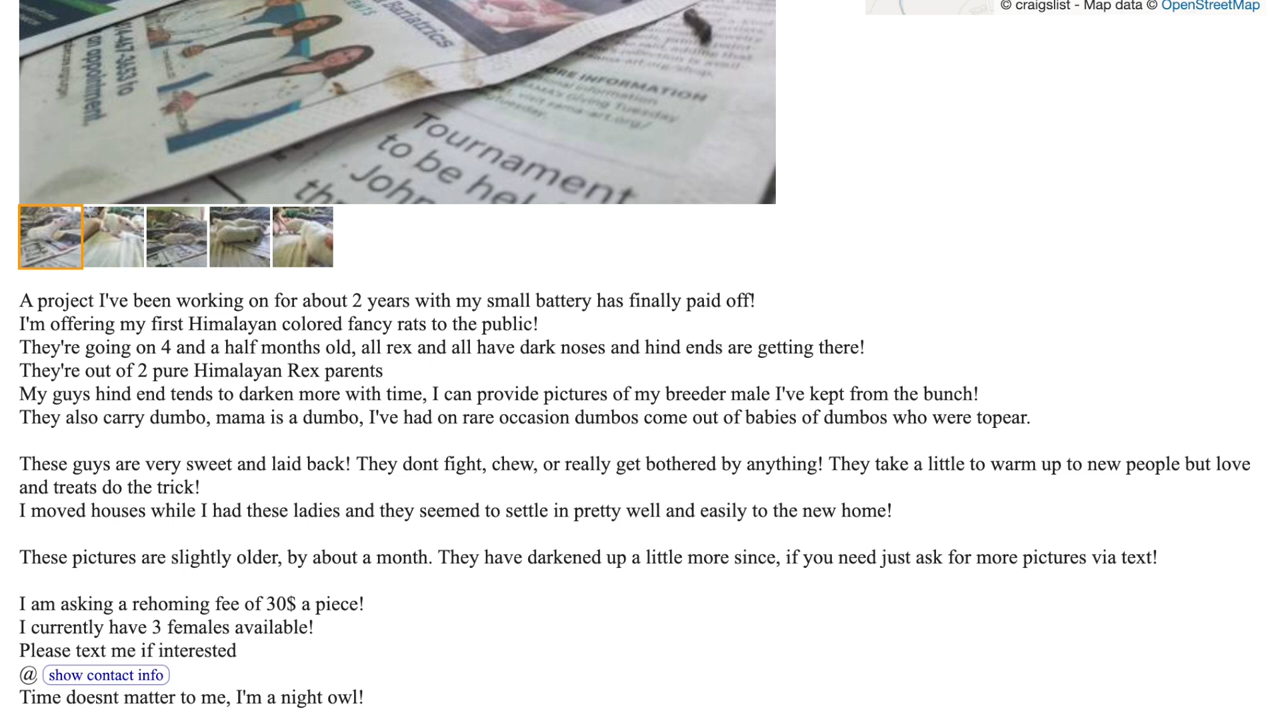 © craigslist - Map data © OpenStreetMap
Bariatrics
an appointment.
ORE INFORMATION
Tournament
to be hel
John
th
A project I've been working on for about 2 years with my small battery has finally paid off!
I'm offering my first Himalayan colored fancy rats to the public!
They're going on 4 and a half months old, all rex and all have dark noses and hind ends are getting there!
They're out of 2 pure Himalayan Rex parents
My guys hind end tends to darken more with time, I can provide pictures of my breeder male I've kept from the bunch!
They also carry dumbo, mama is a dumbo, I've had on rare occasion dumbos come out of babies of dumbos who were topear.
These guys are very sweet and laid back! They dont fight, chew, or really get bothered by anything! They take a little to warm up to new people but love
and treats do the trick!
I moved houses while I had these ladies and they seemed to settle in pretty well and easily to the new home!
These pictures are slightly older, by about a month. They have darkened up a little more since, if you need just ask for more pictures via text!
I am asking a rehoming fee of 30$ a piece!
I currently have 3 females available!
Please text me if interested
@ show contact info
Time doesnt matter to me, I'm a night owl!